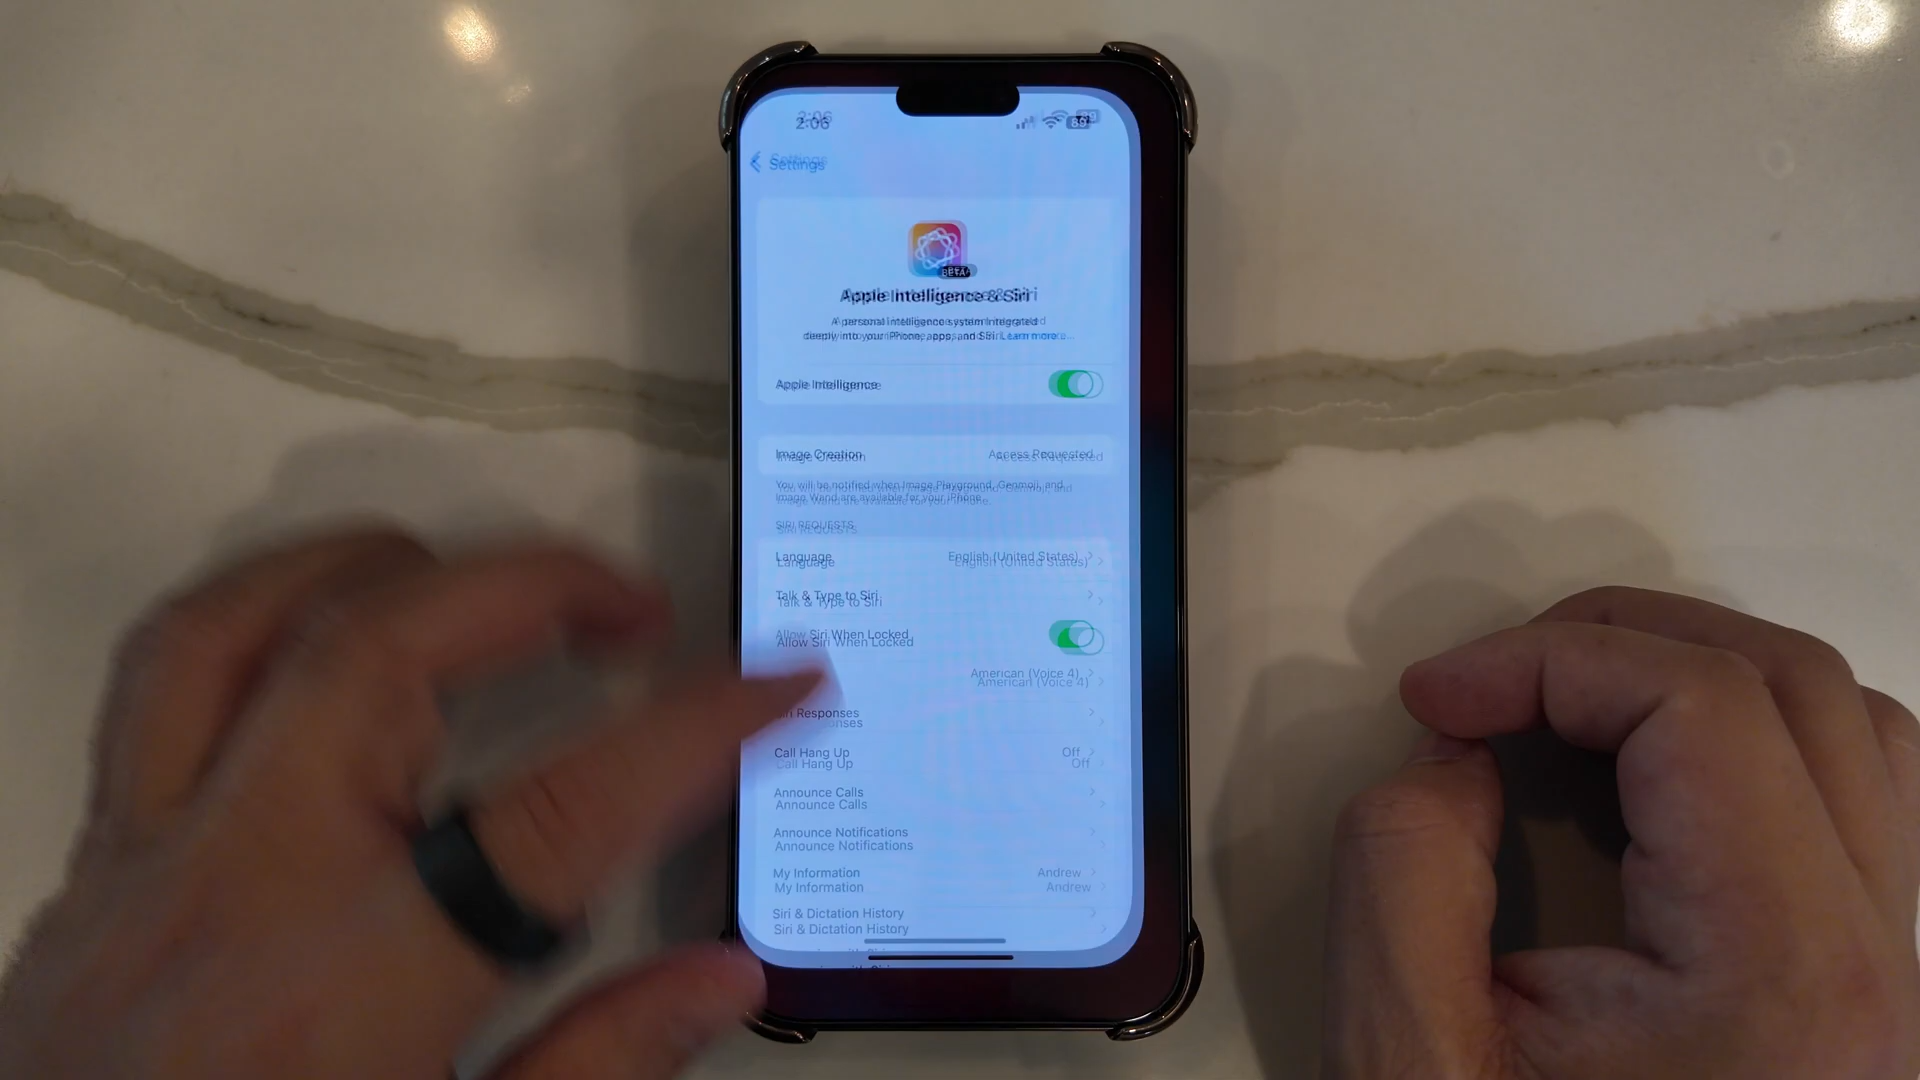 2:06
89
Settings
BETA
Apple Intelligence & Siri
A personal intelligence system integrated
deeply into your iPhone, apps, and Siri. Learn more...
Apple Intelligence
Image Creation Access Requested
You will be notified when Image Playground, Genmoji, and
Image Wand are available for your iPhone.
SIRI REQUESTS
Language English (United States)
Talk & Type to Siri
Allow Siri When Locked
American (Voice 4)
Responses
Call Hang Up Off
Announce Calls
Announce Notifications
My Information Andrew
Siri & Dictation History
with Siri